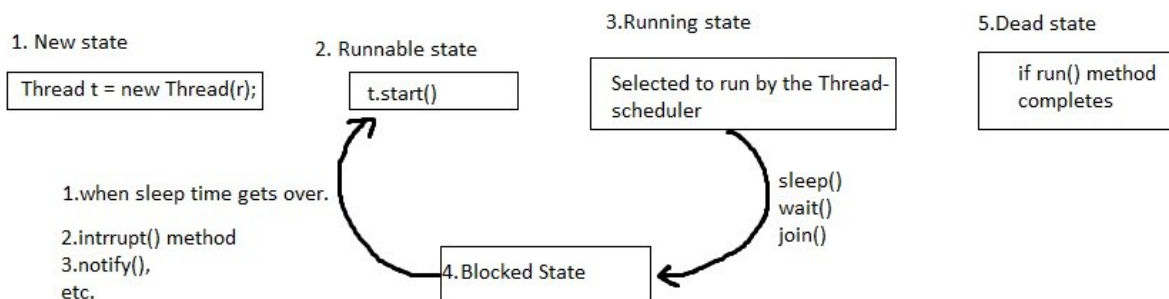 1. New state
Thread t = new Thread(r);
2. Runnable state
t.start()
3.Running state
Selected to run by the Thread-
scheduler
5.Dead state
if run() method
completes
1.when sleep time gets over.
2.intrrupt() method
3.notify(),
etc.
4.Blocked State
sleep()
wait()
join()